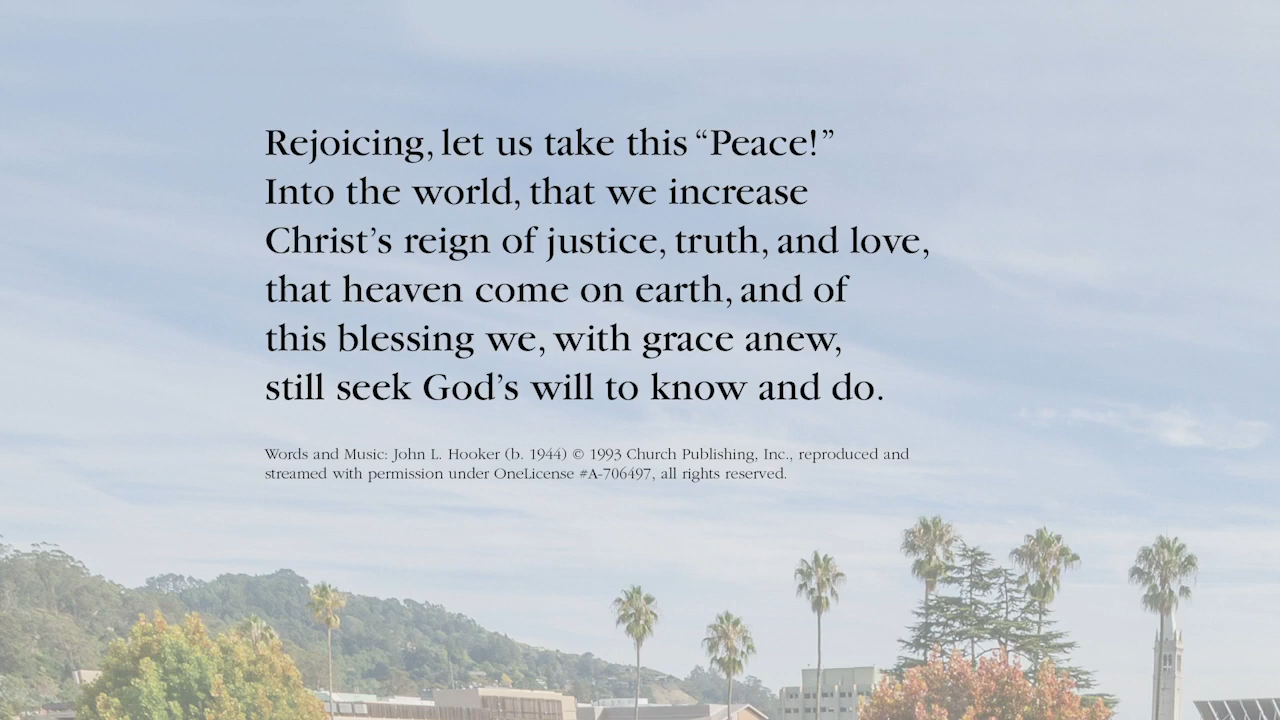 Rejoicing, let us take this “Peace!”
Into the world, that we increase
Christ’s reign of justice, truth, and love,
that heaven come on earth, and of
this blessing we, with grace anew,
still seek God’s will to know and do.
Words and Music: John L. Hooker (b. 1944) © 1993 Church Publishing, Inc., reproduced and
streamed with permission under OneLicense #A-706497, all rights reserved.